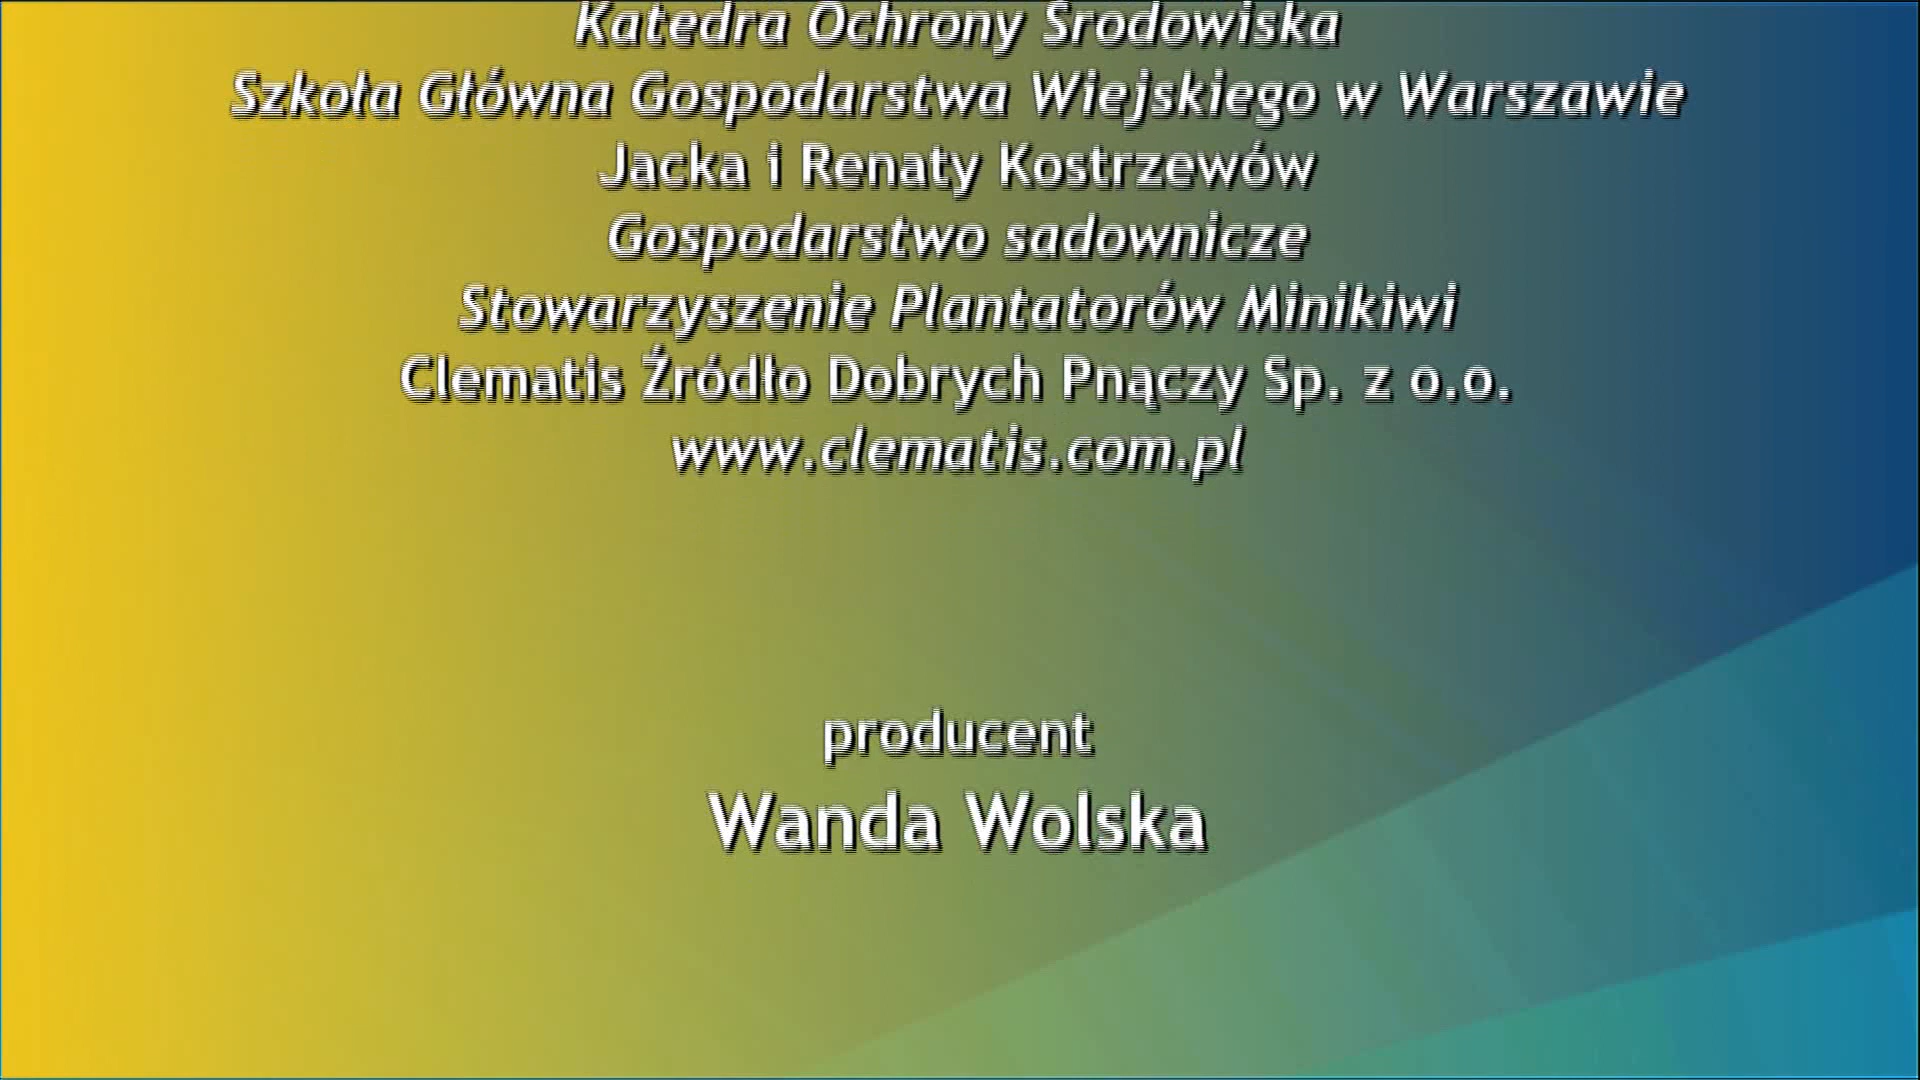 Katedra Ochrony Środowiska
Szkoła Główna Gospodarstwa Wiejskiego w Warszawie
Jacka i Renaty Kostrzewów
Gospodarstwo sadownicze
Stowarzyszenie Plantatorów Minikiwi
Clematis Źródło Dobrych Pnączy Sp. z o.o.
www.clematis.com.pl
producent
Wanda Wolska